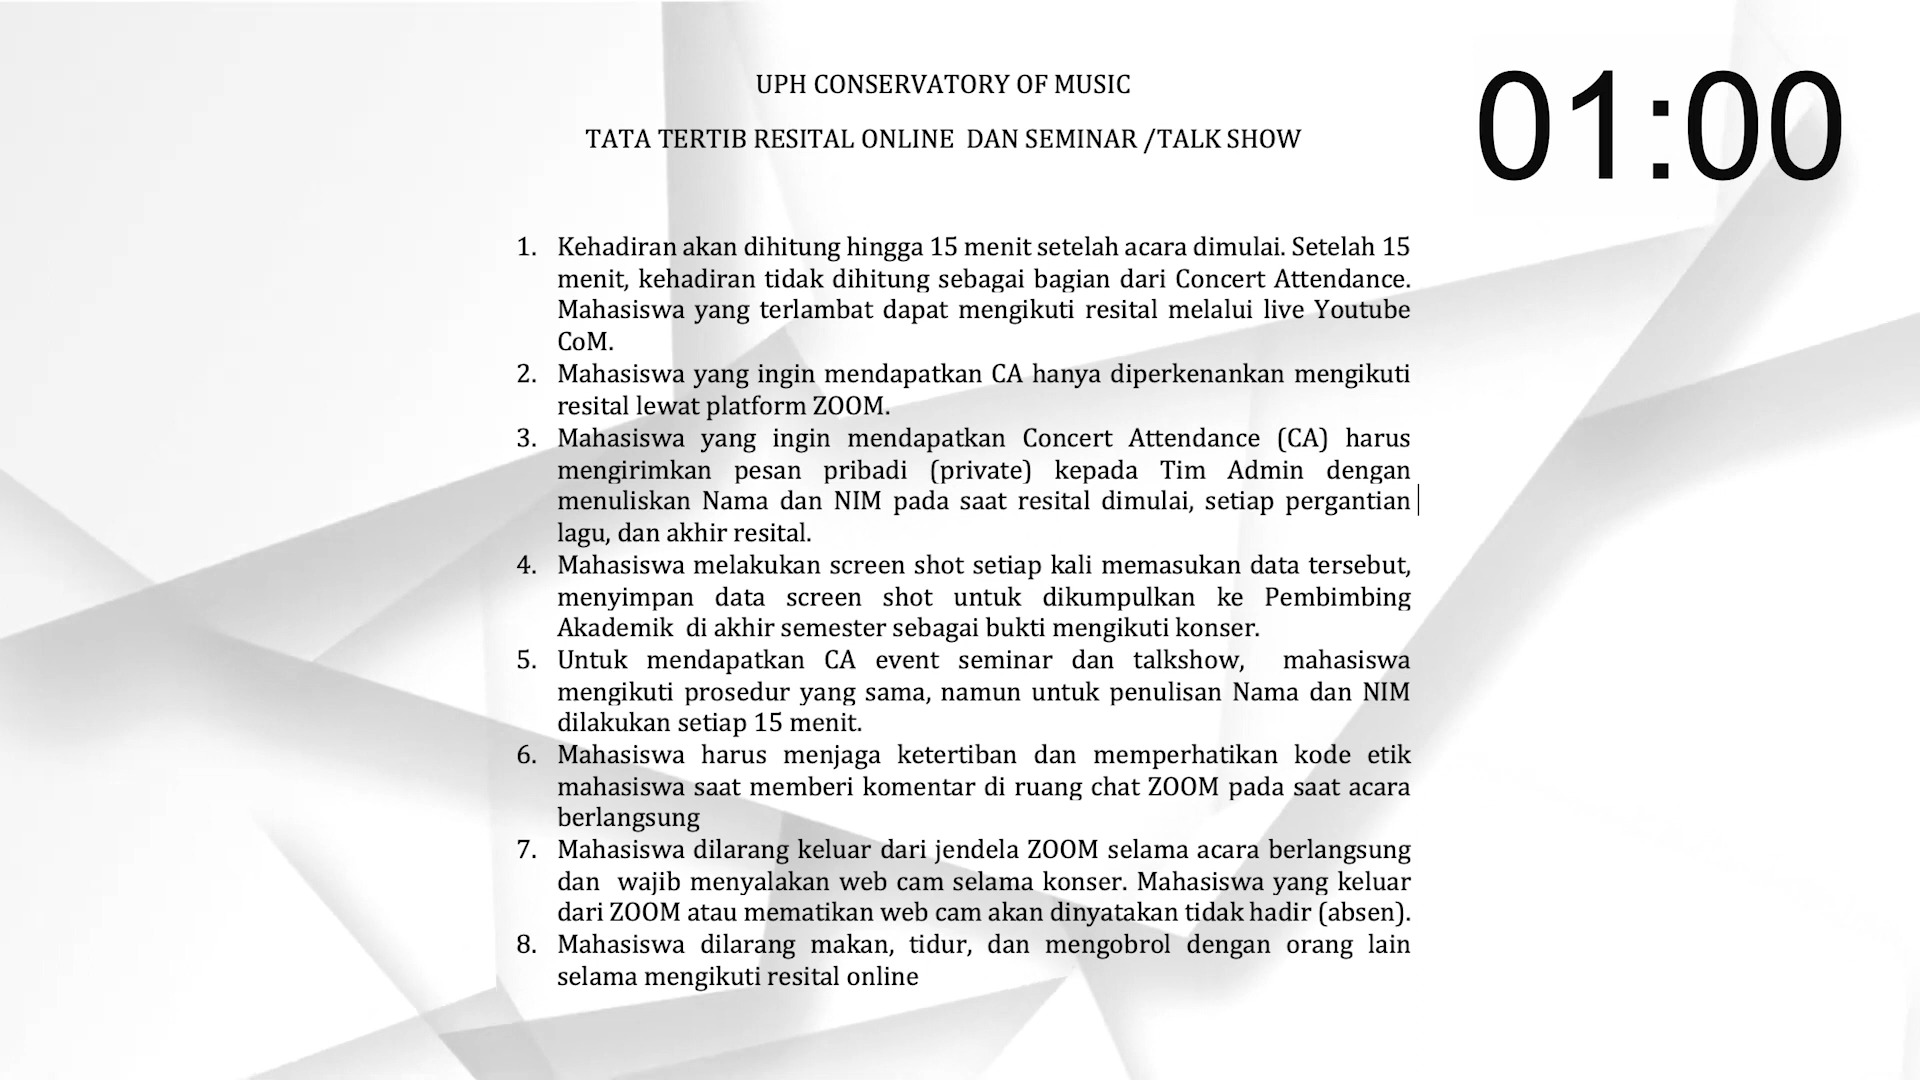 UPH CONSERVATORY OF MUSIC
01:00
TATA TERTIB RESITAL ONLINE  DAN SEMINAR /TALK SHOW
1. Kehadiran akan dihitung hingga 15 menit setelah acara dimulai. Setelah 15
menit, kehadiran tidak dihitung sebagai bagian dari Concert Attendance.
Mahasiswa yang terlambat dapat mengikuti resital melalui live Youtube
CoM.
2. Mahasiswa yang ingin mendapatkan CA hanya diperkenankan mengikuti
resital lewat platform ZOOM.
3. Mahasiswa yang ingin mendapatkan Concert Attendance (CA) harus
mengirimkan pesan pribadi (private) kepada Tim Admin dengan
menuliskan Nama dan NIM pada saat resital dimulai, setiap pergantian
lagu, dan akhir resital.
4. Mahasiswa melakukan screen shot setiap kali memasukan data tersebut,
menyimpan data screen shot untuk dikumpulkan ke Pembimbing
Akademik  di akhir semester sebagai bukti mengikuti konser.
5. Untuk mendapatkan CA event seminar dan talkshow,  mahasiswa
mengikuti prosedur yang sama, namun untuk penulisan Nama dan NIM
dilakukan setiap 15 menit.
6. Mahasiswa harus menjaga ketertiban dan memperhatikan kode etik
mahasiswa saat memberi komentar di ruang chat ZOOM pada saat acara
berlangsung
7. Mahasiswa dilarang keluar dari jendela ZOOM selama acara berlangsung
dan  wajib menyalakan web cam selama konser. Mahasiswa yang keluar
dari ZOOM atau mematikan web cam akan dinyatakan tidak hadir (absen).
8. Mahasiswa dilarang makan, tidur, dan mengobrol dengan orang lain
selama mengikuti resital online